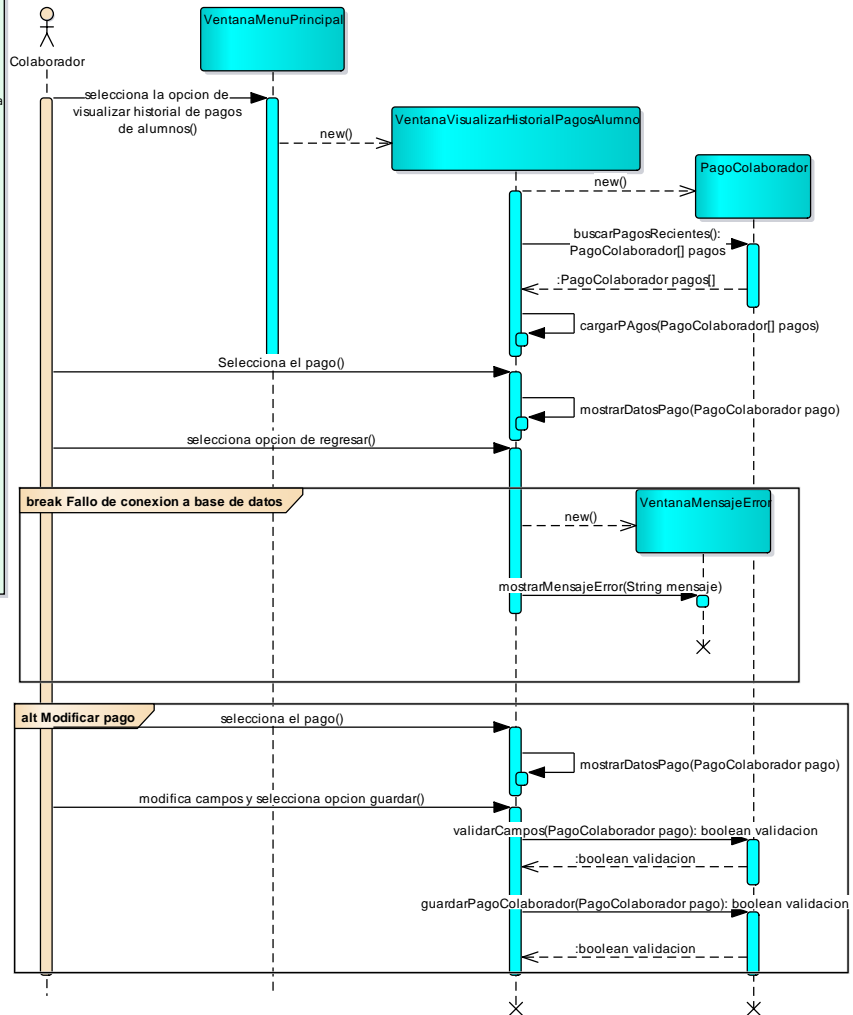 VentanaMenuPrincipal
Colaborador
a
selecciona la opcion de
visualizar historial de pagos
de alumnos()
VentanaVisualizarHistorialPagosAlumno
new()
PagoColaborador
new()
buscarPagosRecientes():
PagoColaborador[] pagos
:PagoColaborador pagos[]
cargarPAgos(PagoColaborador[] pagos)
Selecciona el pago()
mostrarDatosPago(PagoColaborador pago)
selecciona opcion de regresar()
break Fallo de conexion a base de datos
VentanaMensajeError
new()
mostrarMensajeError(String mensaje)
alt Modificar pago
selecciona el pago()
mostrarDatosPago(PagoColaborador pago)
modifica campos y selecciona opcion guardar()
validarCampos(PagoColaborador pago): boolean validacion
:boolean validacion
guardarPagoColaborador(PagoColaborador pago): boolean validacion
:boolean validacion